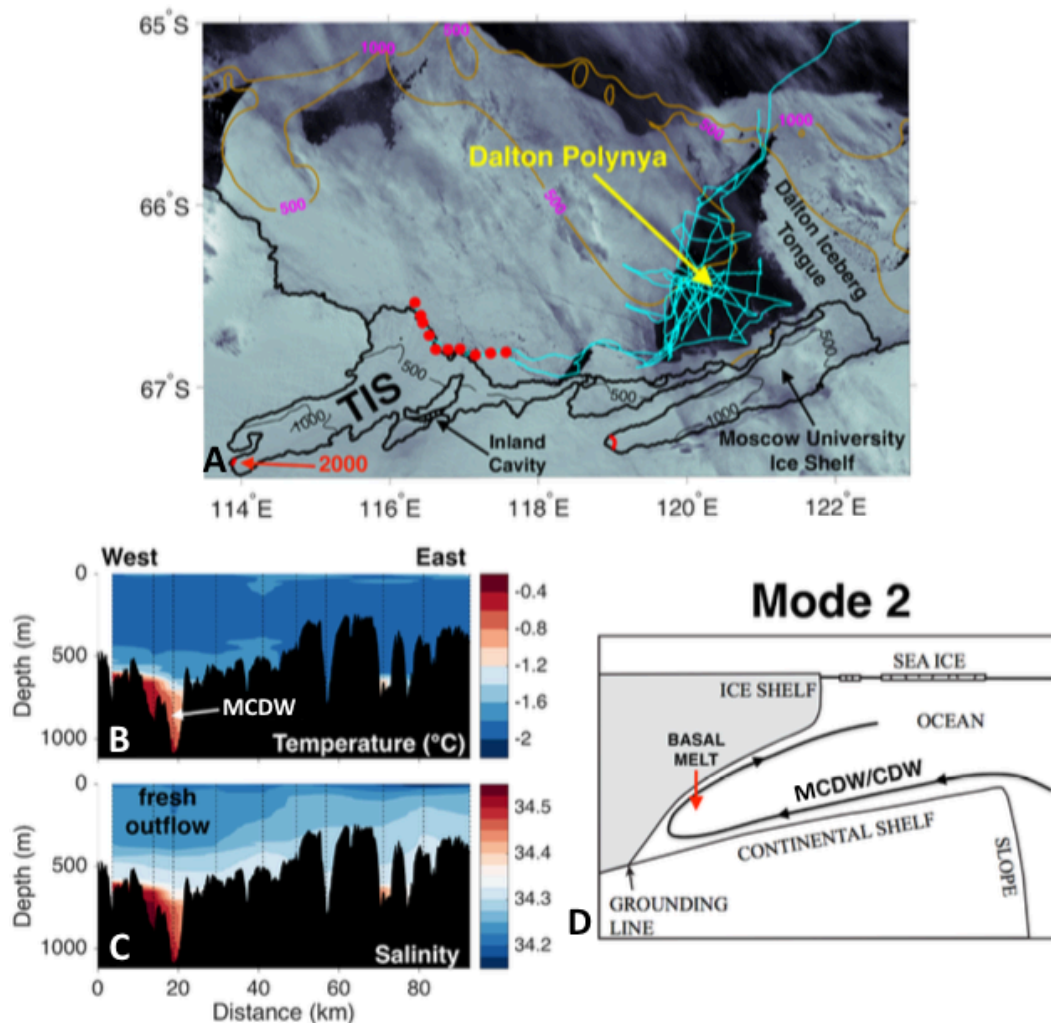 65°S
66°S
67°S
1000
500
1000
500
500
500
Dalton Polynya
Dalton Iceberg
Tongue
TIS
500
1000
500
1000
500
Inland
Cavity
Moscow University
Ice Shelf
A
2000
114°E
116°E
118°E
120°E
122°E
West
East
Depth (m)
0
500
1000
MCDW
B
Temperature (°C)
-0.4
-0.8
-1.2
-1.6
-2
Depth (m)
0
500
1000
fresh
outflow
C
Salinity
34.5
34.4
34.3
34.2
0
20
40
60
80
Distance (km)
Mode 2
SEA ICE
ICE SHELF
OCEAN
BASAL
MELT
MCDW/CDW
CONTINENTAL SHELF
SLOPE
GROUNDING
LINE
D